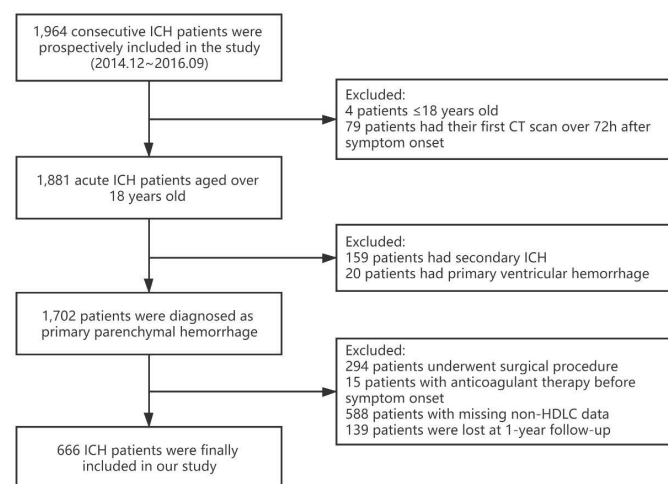 1,964 consecutive ICH patients were
prospectively included in the study
(2014.12~2016.09)
Excluded:
4 patients ≤18 years old
79 patients had their first CT scan over 72h after
symptom onset
1,881 acute ICH patients aged over
18 years old
Excluded:
159 patients had secondary ICH
20 patients had primary ventricular hemorrhage
1,702 patients were diagnosed as
primary parenchymal hemorrhage
Excluded:
294 patients underwent surgical procedure
15 patients with anticoagulant therapy before
symptom onset
588 patients with missing non-HDLC data
139 patients were lost at 1-year follow-up
666 ICH patients were finally
included in our study